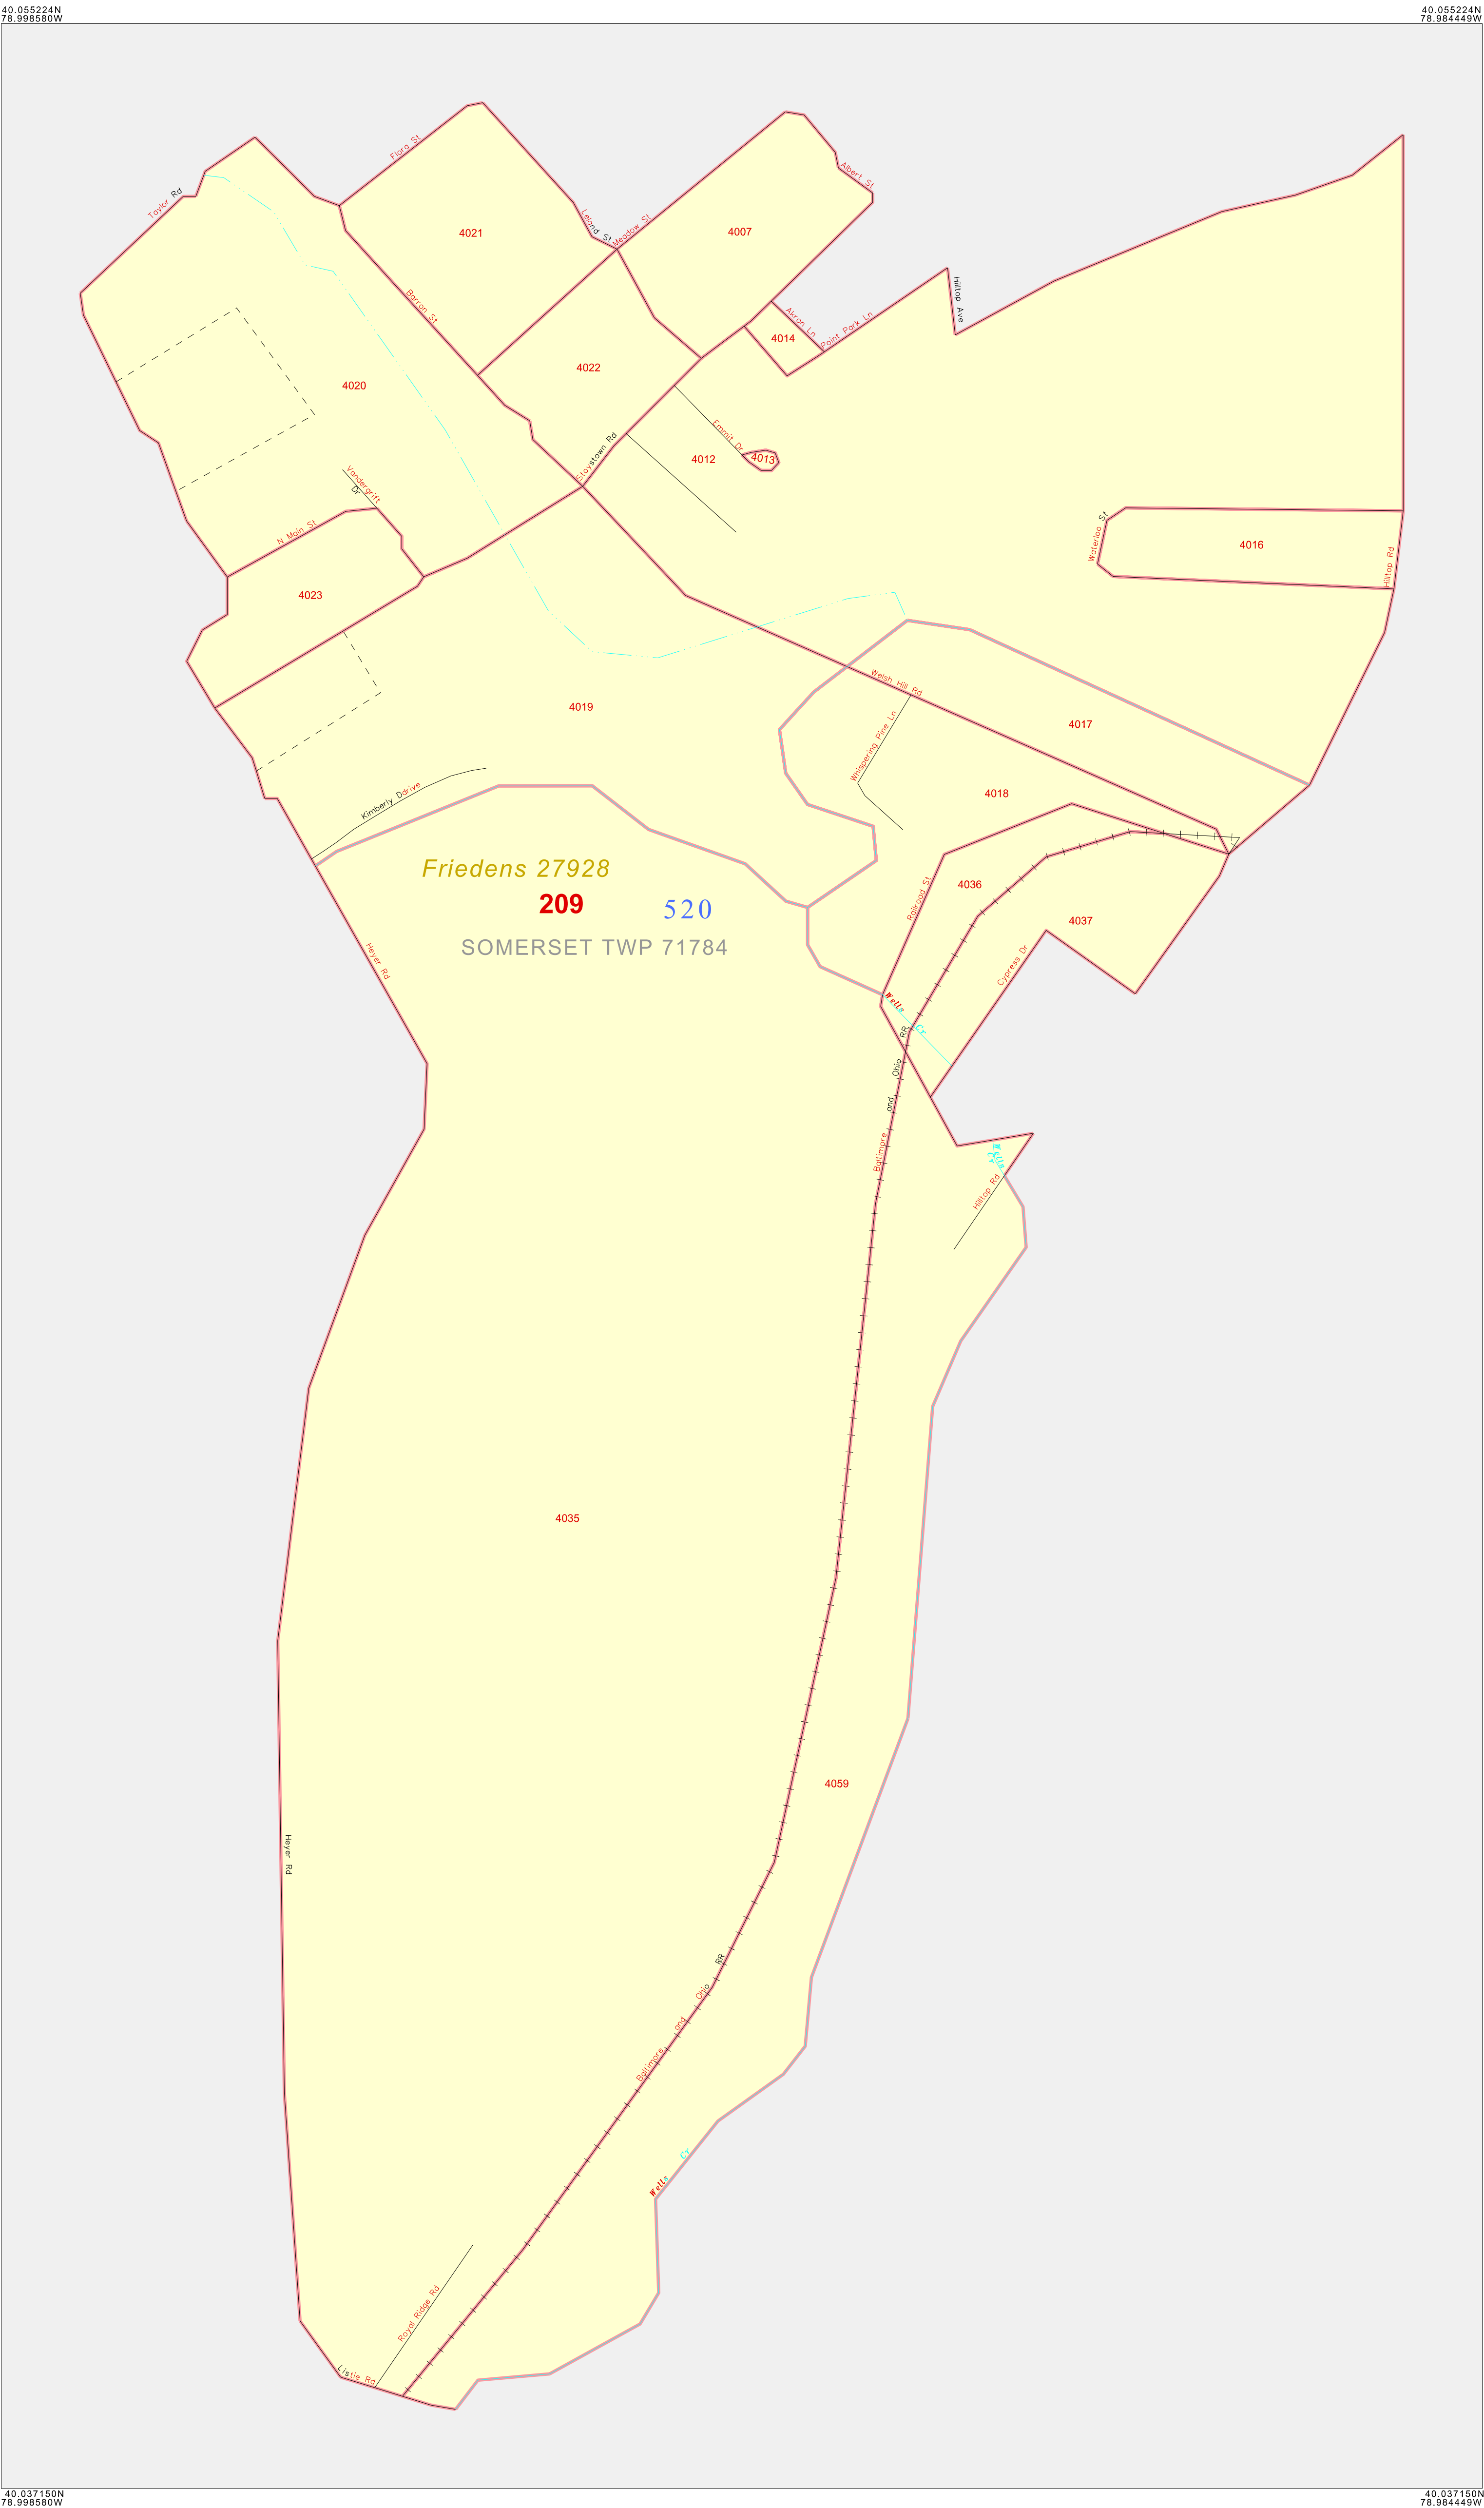 40.055224N
78.998580W
40.055224N
78.984449W
Flora St
Albert St
Taylor Rd
Leland St
Meadow St
4021
4007
Hilltop Ave
Barron St
Akron Ln
Point Park Ln
4014
4022
4020
Emmit Dr
Stoystown Rd
4012
4013
Vandergrift
Dr
N Main St
Waterloo St
4016
Hilltop Rd
4023
Welsh Hill Rd
4019
4017
Whispering Pine Ln
4018
Kimberly Ddrive
Friedens 27928
209
520
SOMERSET TWP 71784
4036
Railroad St
4037
Heyer Rd
Cypress Dr
Wells Cr
Baltimore and Ohio RR
Wells
Cr
Hilltop Rd
4035
4059
Heyer Rd
Baltimore and Ohio RR
Wells Cr
Royal Ridge Rd
Listie Rd
40.037150N
78.998580W
40.037150N
78.984449W